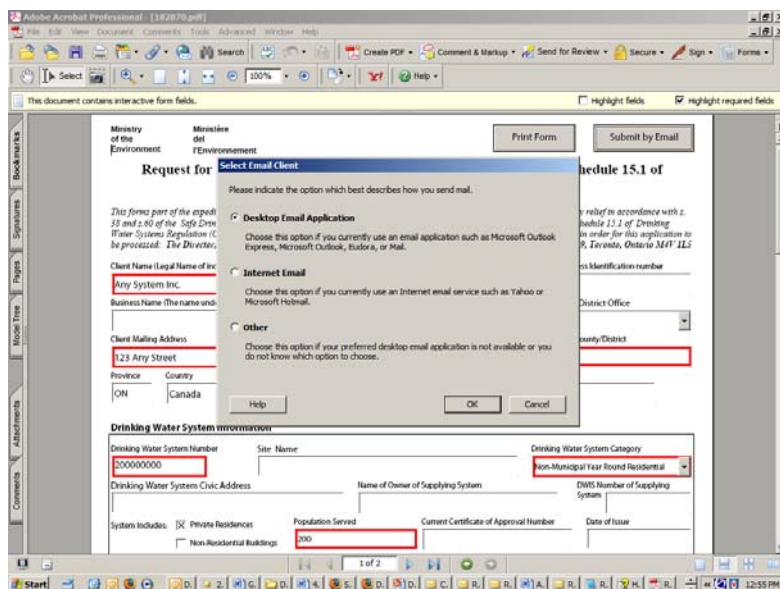 Adobe Acrobat Professional - [182870.pdf]
File Edit View Document Comments Tools Advanced Window Help
Search Create PDF Comment & Markup Send for Review Secure Sign Forms
Select 100% Y! Help
This document contains interactive form fields. Highlight fields Highlight required fields
Bookmarks
Signatures
Pages
Model Tree
Attachments
Comments
Ministry of the Environment
Ministère del l'Environnement
Print Form Submit by Email
Request for
hedule 15.1 of
This forms part of the expedi
y relief in accordance with s.
38 and s.60 of the Safe Drin
hedule 15.1 of Drinking
Water Systems Regulation (O
in order for this application to
be processed: The Director,
9, Toronto, Ontario M4V 1L5
Select Email Client
Please indicate the option which best describes how you send mail.
Desktop Email Application
Choose this option if you currently use an email application such as Microsoft Outlook
Express, Microsoft Outlook, Eudora, or Mail.
Internet Email
Choose this option if you currently use an Internet email service such as Yahoo or
Microsoft Hotmail.
Other
Choose this option if your preferred desktop email application is not available or you
do not know which option to choose.
Help OK Cancel
Client Name (Legal Name of inc
ss Identification number
Any System Inc.
Business Name (The name und
District Office
Client Mailing Address
ounty/District
123 Any Street
Province Country
ON Canada
Drinking Water System Information
Drinking Water System Number Site Name Drinking Water System Category
200000000 Non-Municipal Year Round Residential
Drinking Water System Civic Address Name of Owner of Supplying System DWIS Number of Supplying
System
System Includes: Private Residences Population Served Current Certificate of Approval Number Date of Issue
Non-Residential Buildings 200
1 of 2
Start 12:55 PM